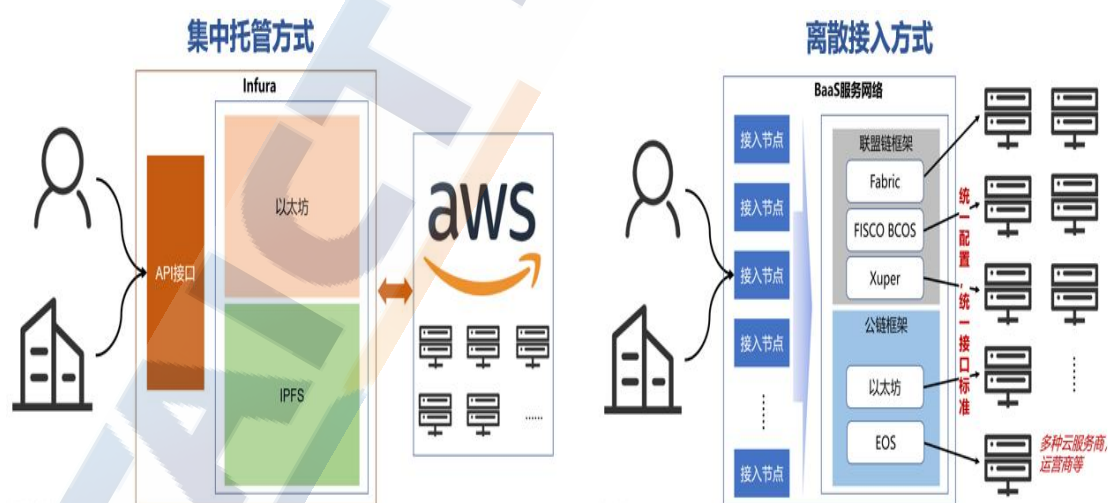 集中托管方式
Infura
API接口
以太坊
IPFS
aws
......
离散接入方式
BaaS服务网络
接入节点
接入节点
接入节点
接入节点
......
接入节点
联盟链框架
Fabric
FISCO BCOS
Xuper
公链框架
以太坊
EOS
统一配置,统一接口标准
......
多种云服务商,
运营商等